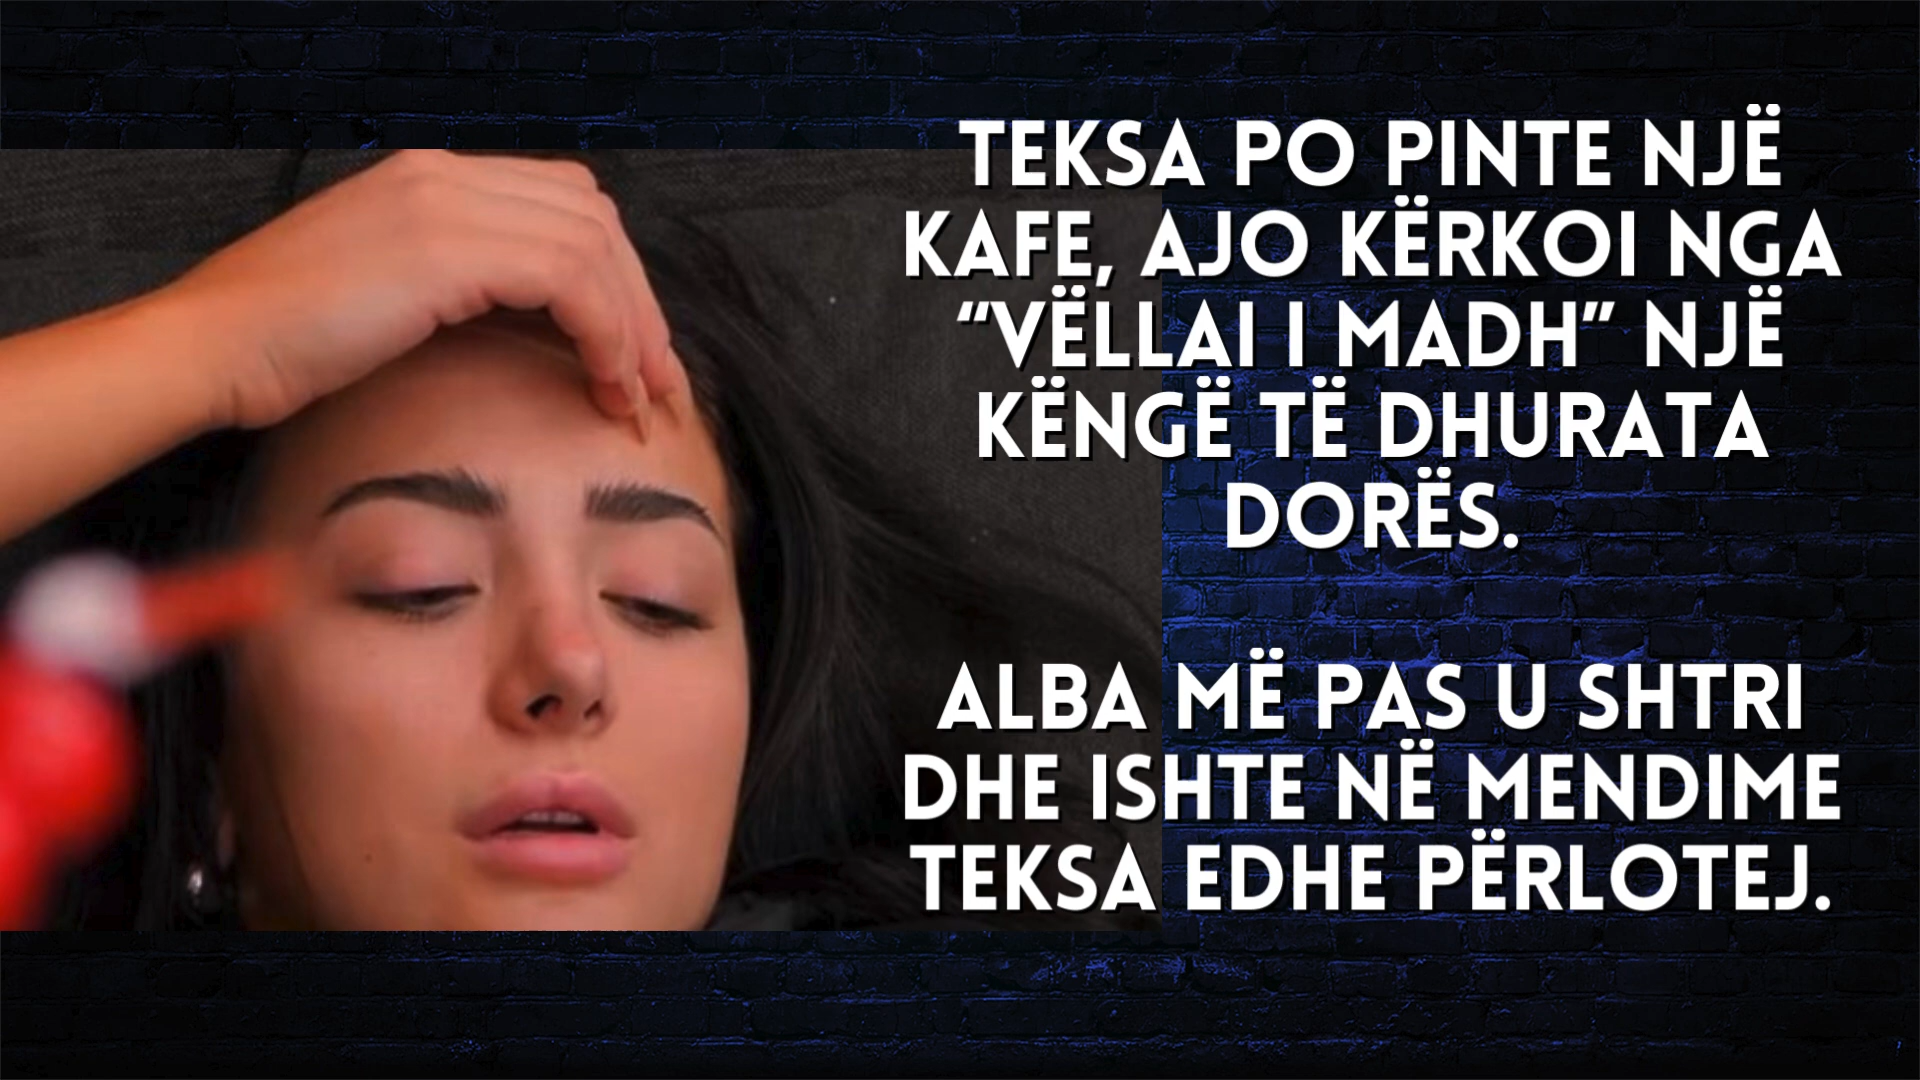 TEKSA PO PINTE NJË
KAFE, AJO KËRKOI NGA
“VËLLAI I MADH” NJË
KËNGË TË DHURATA
DORËS.
ALBA MË PAS U SHTRI
DHE ISHTE NË MENDIME
TEKSA EDHE PËRLOTEJ.